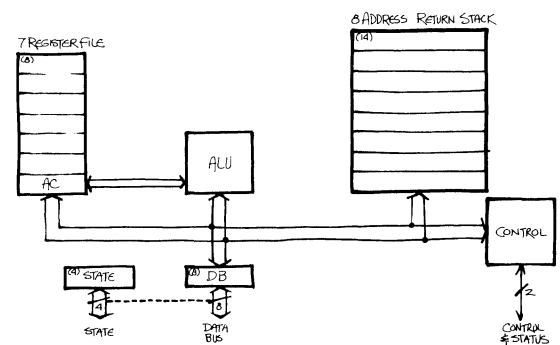 8 ADDRESS RETURN STACK
7 REGISTER FILE
(14)
(8)
ALU
AC
CONTROL
(4) STATE
(8) DB
4
8
2
STATE
DATA
BUS
CONTROL
& STATUS